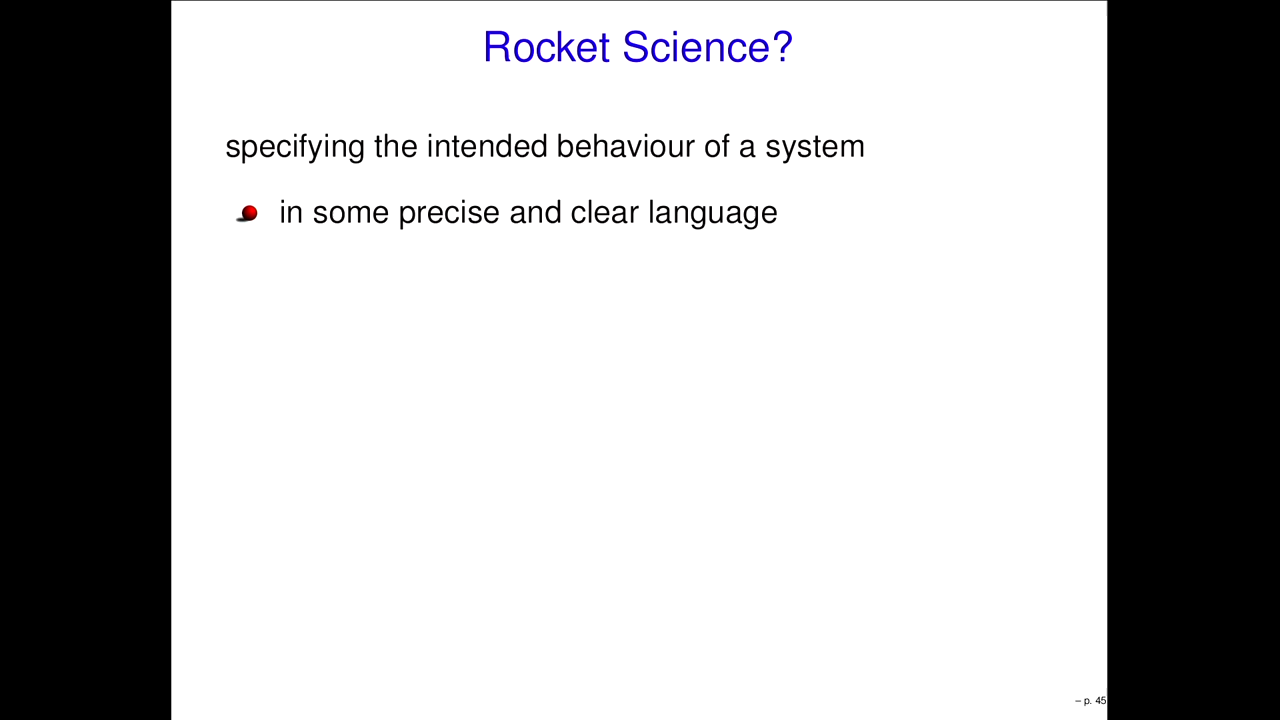 Rocket Science?
specifying the intended behaviour of a system
in some precise and clear language
– p. 45